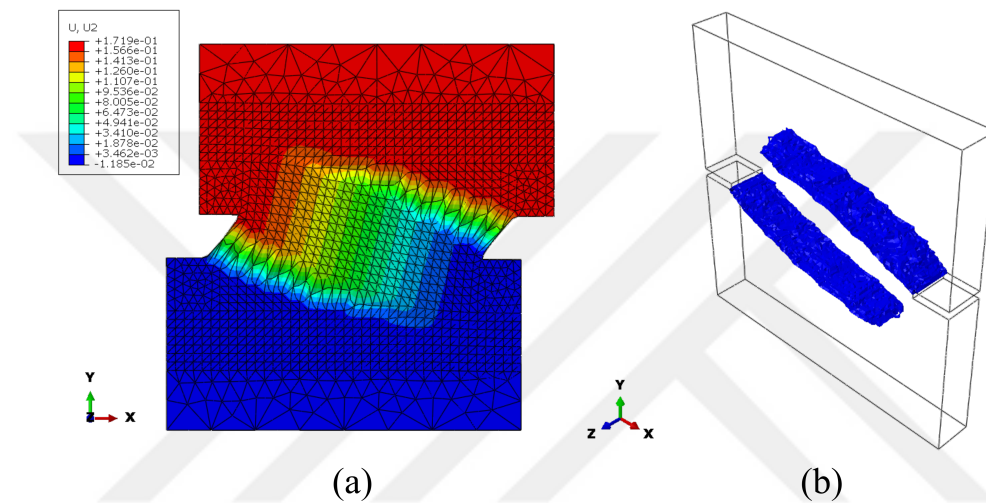 U, U2
+1.719e-01
+1.566e-01
+1.413e-01
+1.260e-01
+1.107e-01
+9.536e-02
+8.005e-02
+6.473e-02
+4.941e-02
+3.410e-02
+1.878e-02
+3.462e-03
-1.185e-02
Y
Z X
Y
Z X
(a) (b)